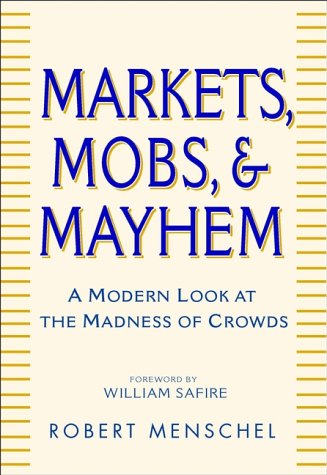 MARKETS,
MOBS, &
MAYHEM
A MODERN LOOK AT
THE MADNESS OF CROWDS
FOREWORD BY
WILLIAM SAFIRE
ROBERT MENSCHEL